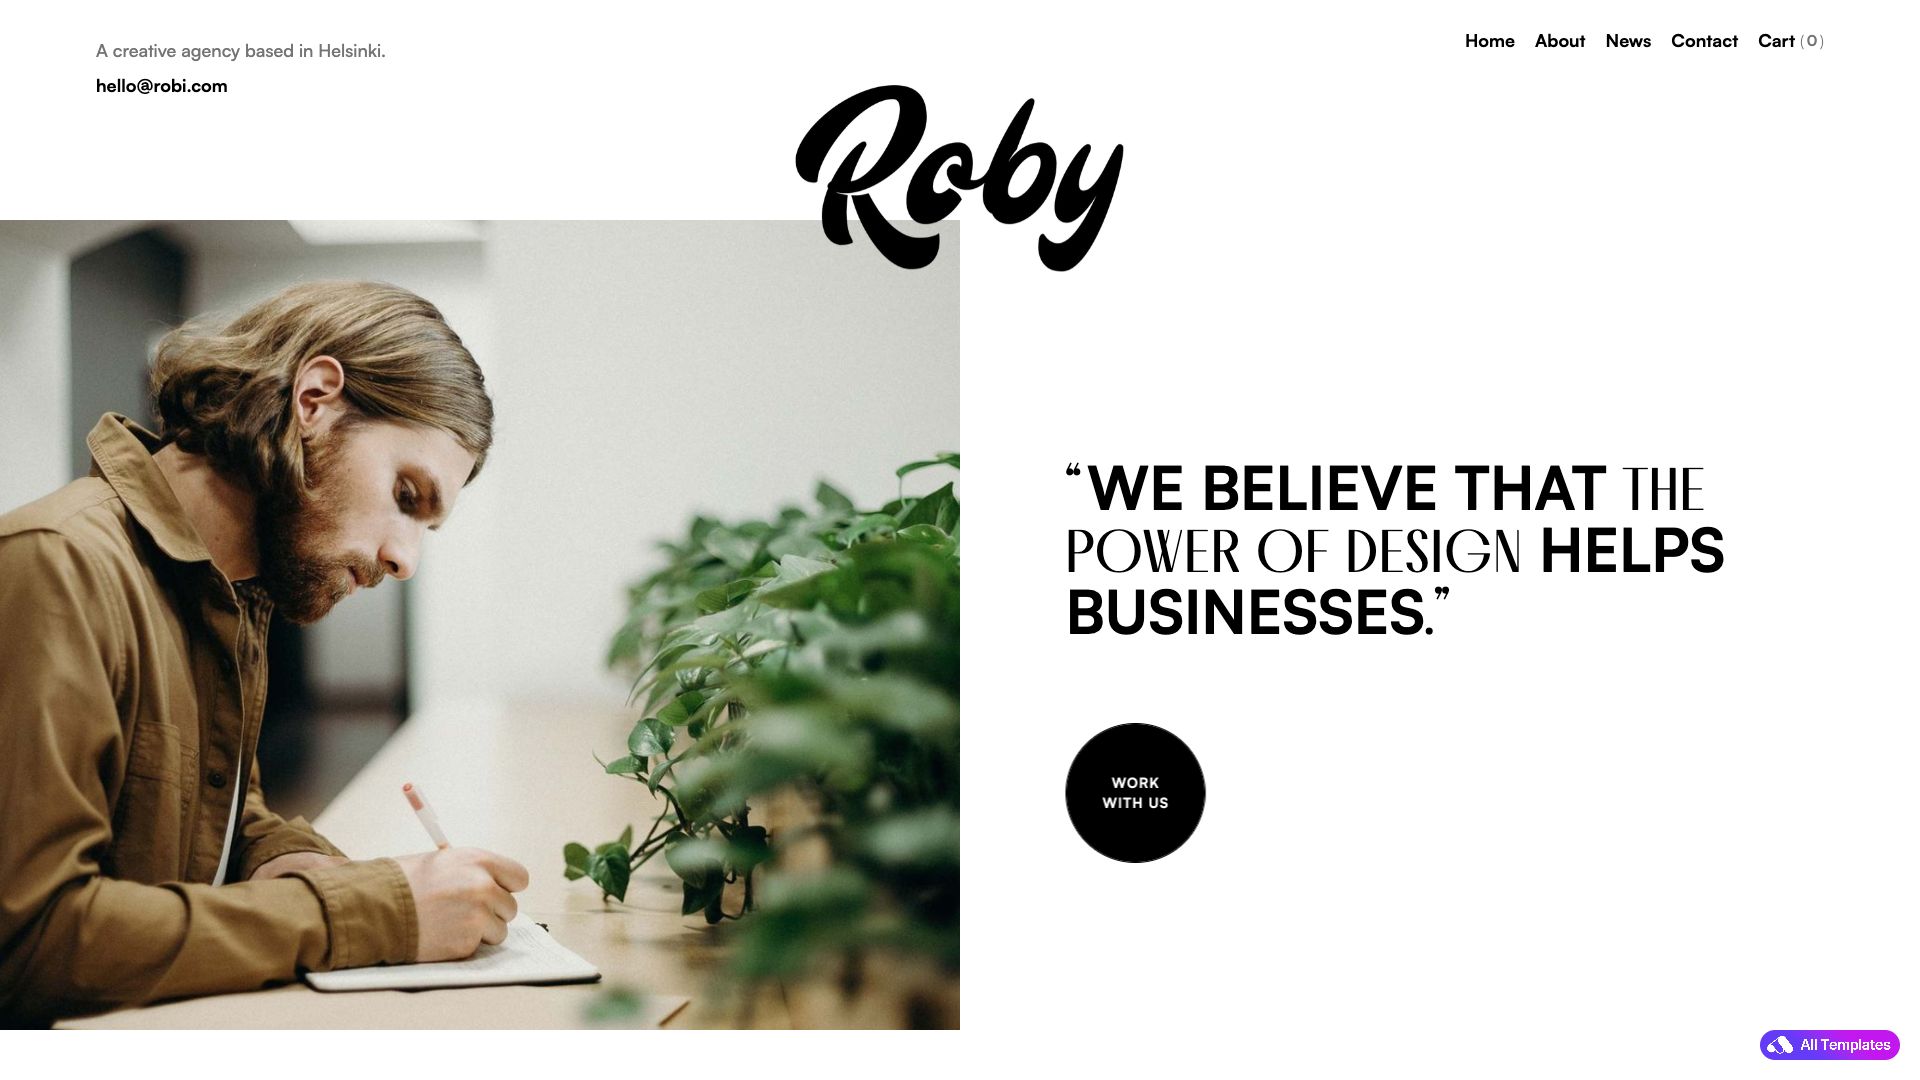 A creative agency based in Helsinki.
hello@robi.com
Home About News Contact Cart (0)
Roby
“WE BELIEVE THAT THE
POWER OF DESIGN HELPS
BUSINESSES.”
WORK
WITH US
All Templates